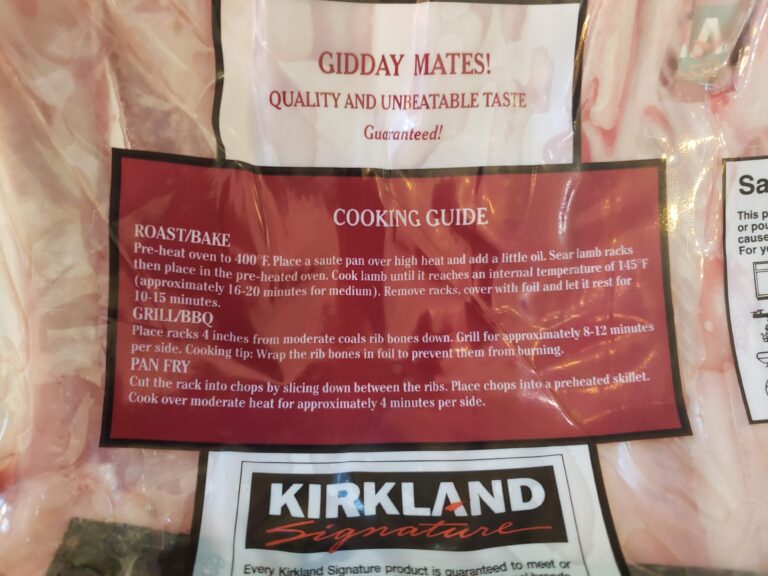 GIDDAY MATES!
QUALITY AND UNBEATABLE TASTE
Guaranteed!
COOKING GUIDE
ROAST/BAKE
Pre-heat oven to 400°F. Place a saute pan over high heat and add a little oil. Sear lamb racks
then place in the pre-heated oven. Cook lamb until it reaches an internal temperature of 145°F
(approximately 16-20 minutes for medium). Remove racks, cover with foil and let it rest for
10-15 minutes.
GRILL/BBQ
Place racks 4 inches from moderate coals rib bones down. Grill for approximately 8-12 minutes
per side. Cooking tip: Wrap the rib bones in foil to prevent them from burning.
PAN FRY
Cut the rack into chops by slicing down between the ribs. Place chops into a preheated skillet.
Cook over moderate heat for approximately 4 minutes per side.
KIRKLAND
Signature
Every Kirkland Signature product is guaranteed to meet or
Sa
This p
or pou
cause
For yo